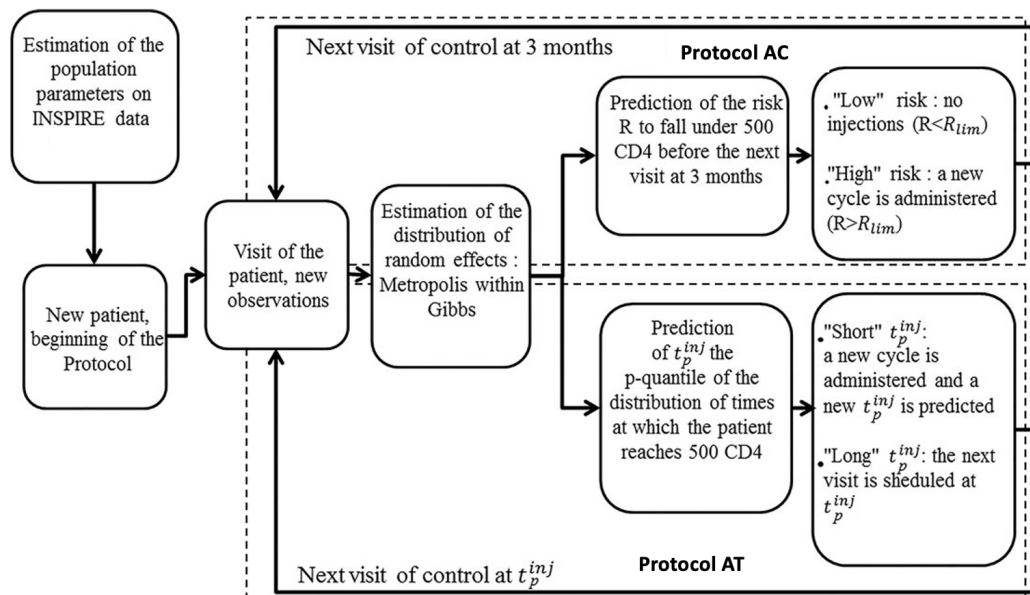 Estimation of the
population
parameters on
INSPIRE data
New patient,
beginning of the
Protocol
Visit of the
patient, new
observations
Estimation of the
distribution of
random effects :
Metropolis within
Gibbs
Next visit of control at 3 months
Protocol AC
Prediction of the risk
R to fall under 500
CD4 before the next
visit at 3 months
"Low" risk : no
injections (R<R_{lim})
"High" risk : a new
cycle is administered
(R>R_{lim})
Prediction
of t_p^{inj} the
p-quantile of the
distribution of times
at which the patient
reaches 500 CD4
"Short" t_p^{inj}:
a new cycle is
administered and a
new t_p^{inj} is predicted
"Long" t_p^{inj}: the next
visit is sheduled at
t_p^{inj}
Next visit of control at t_p^{inj}
Protocol AT